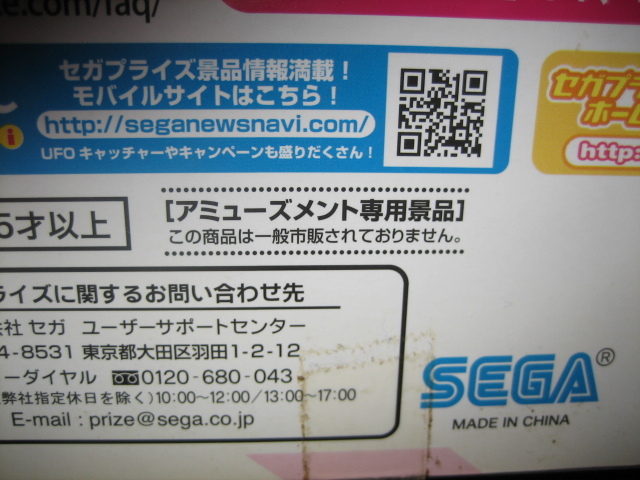 e.com/faq/
セガプライズ景品情報満載！
モバイルサイトはこちら！
http://seganewsnavi.com/
UFOキャッチャーやキャンペーンも盛りだくさん！
セガプラ
ホーム
http:
5才以上
[アミューズメント専用景品]
この商品は一般市販されておりません。
ライズに関するお問い合わせ先
会社 セガ ユーザーサポートセンター
4-8531 東京都大田区羽田1-2-12
ーダイヤル 0120-680-043
弊社指定休日を除く)10:00〜12:00/13:00〜17:00
E-mail : prize@sega.co.jp
SEGA®
MADE IN CHINA